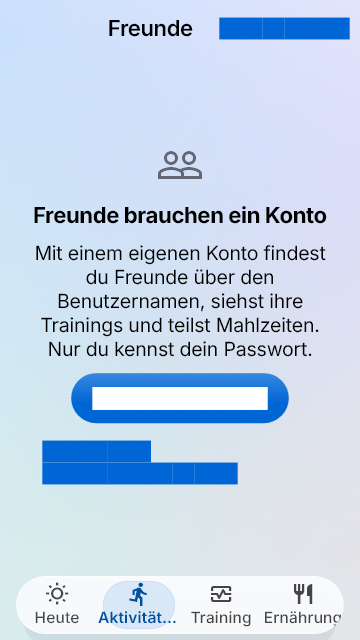 Freunde
Freunde brauchen ein Konto
Mit einem eigenen Konto findest
du Freunde über den
Benutzernamen, siehst ihre
Trainings und teilst Mahlzeiten.
Nur du kennst dein Passwort.
Heute
Aktivität…
Training
Ernährung